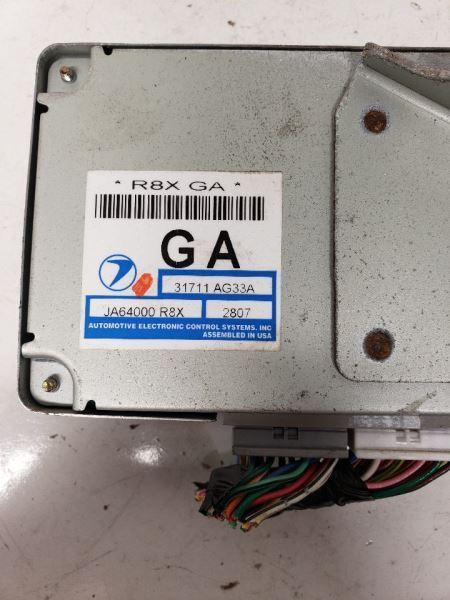 * R8X GA *
GA
31711 AG33A
JA64000 R8X 2807
AUTOMOTIVE ELECTRONIC CONTROL SYSTEMS, INC
ASSEMBLED IN USA